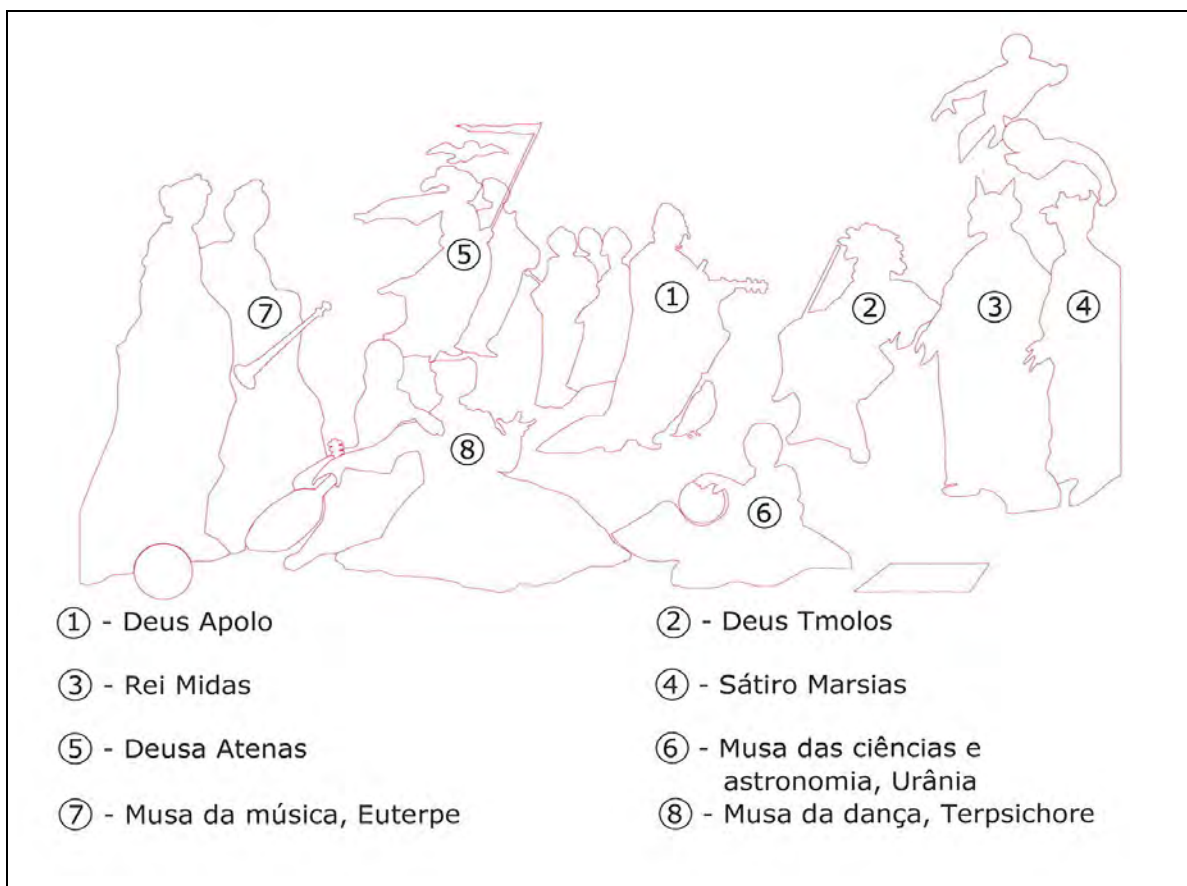 5
7
1
2
3
4
8
6
① - Deus Apolo
② - Deus Tmolos
③ - Rei Midas
④ - Sátiro Marsias
⑤ - Deusa Atenas
⑥ - Musa das ciências e
astronomia, Urânia
⑦ - Musa da música, Euterpe
⑧ - Musa da dança, Terpsichore